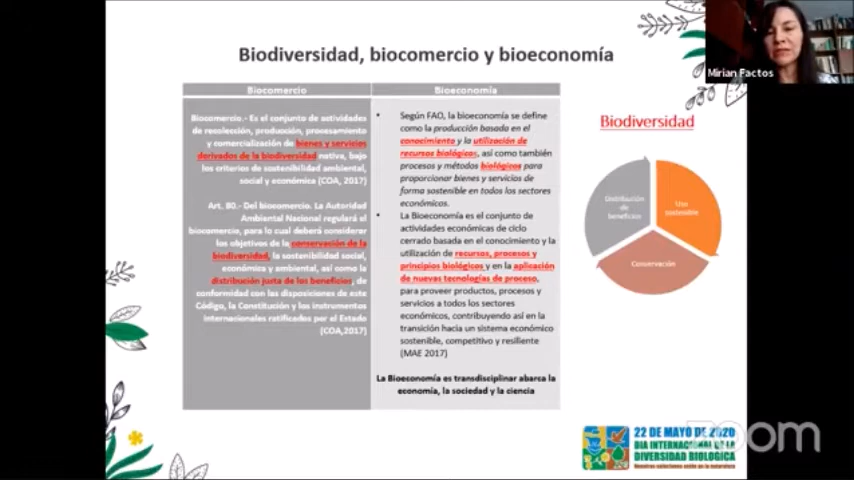 Mirian Factos
Biodiversidad, biocomercio y bioeconomía
Biocomercio
Biocomercio.- Es el conjunto de actividades
de recolección, producción, procesamiento
y comercialización de bienes y servicios
derivados de la biodiversidad nativa, bajo
los criterios de sostenibilidad ambiental,
social y económica (COA, 2017)
Art. 80.- Del biocomercio. La Autoridad
Ambiental Nacional regulará el
biocomercio, para lo cual deberá considerar
los objetivos de la conservación de la
biodiversidad, la sostenibilidad social,
económica y ambiental, así como la
distribución justa de los beneficios, de
conformidad con las disposiciones de este
Código, la Constitución y los instrumentos
internacionales ratificados por el Estado
(COA,2017)
Bioeconomía
• Según FAO, la bioeconomía se define
como la producción basada en el
conocimiento y la utilización de
recursos biológicos, así como también
procesos y métodos biológicos para
proporcionar bienes y servicios de
forma sostenible en todos los sectores
económicos.
• La Bioeconomía es el conjunto de
actividades económicas de ciclo
cerrado basada en el conocimiento y la
utilización de recursos, procesos y
principios biológicos y en la aplicación
de nuevas tecnologías de proceso,
para proveer productos, procesos y
servicios a todos los sectores
económicos, contribuyendo así en la
transición hacia un sistema económico
sostenible, competitivo y resiliente
(MAE 2017)
La Bioeconomía es transdisciplinar abarca la
economía, la sociedad y la ciencia
Biodiversidad
Distribución
de
beneficios
Uso
sostenible
Conservación
22 DE MAYO DE 2020
DIA INTERNACIONAL DE LA
DIVERSIDAD BIOLÓGICA
Nuestras soluciones están en la naturaleza
zoom